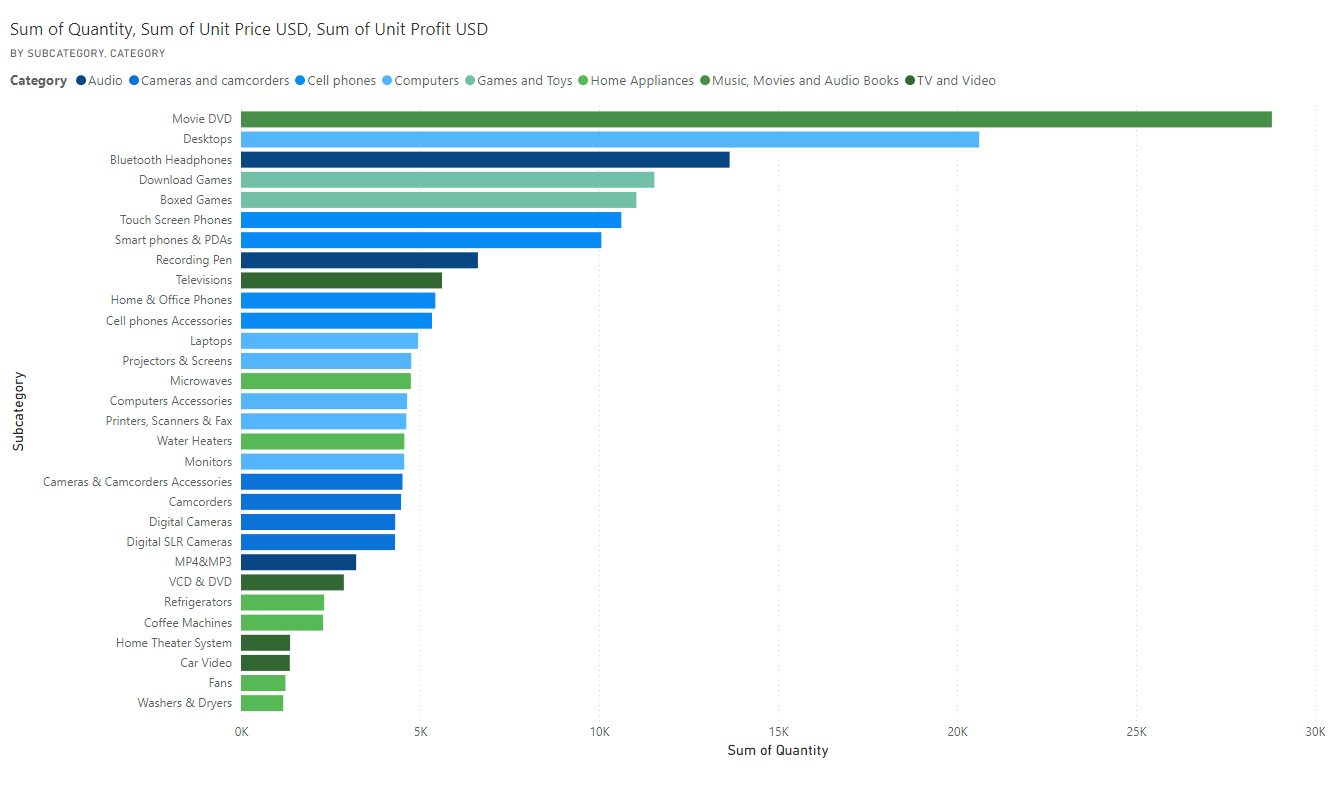 Sum of Quantity, Sum of Unit Price USD, Sum of Unit Profit USD
BY SUBCATEGORY, CATEGORY
Category Audio Cameras and camcorders Cell phones Computers Games and Toys Home Appliances Music, Movies and Audio Books TV and Video
Movie DVD
Desktops
Bluetooth Headphones
Download Games
Boxed Games
Touch Screen Phones
Smart phones & PDAs
Recording Pen
Televisions
Home & Office Phones
Cell phones Accessories
Laptops
Projectors & Screens
Microwaves
Computers Accessories
Printers, Scanners & Fax
Water Heaters
Monitors
Cameras & Camcorders Accessories
Camcorders
Digital Cameras
Digital SLR Cameras
MP4&MP3
VCD & DVD
Refrigerators
Coffee Machines
Home Theater System
Car Video
Fans
Washers & Dryers
Subcategory
0K 5K 10K 15K 20K 25K 30K
Sum of Quantity